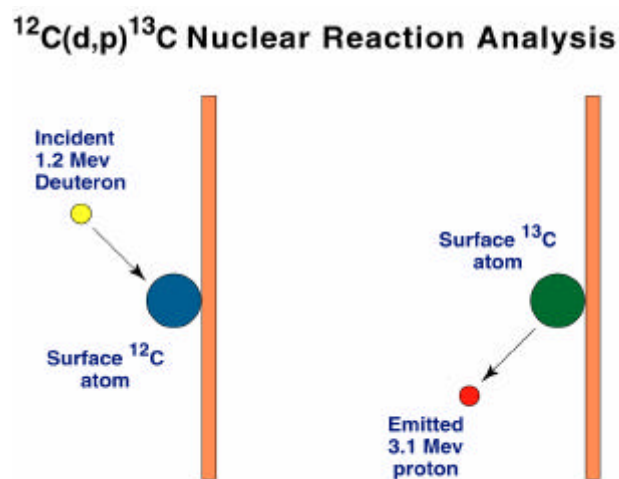 ¹²C(d,p)¹³C Nuclear Reaction Analysis
Incident
1.2 Mev
Deuteron
Surface ¹²C
atom
Surface ¹³C
atom
Emitted
3.1 Mev
proton